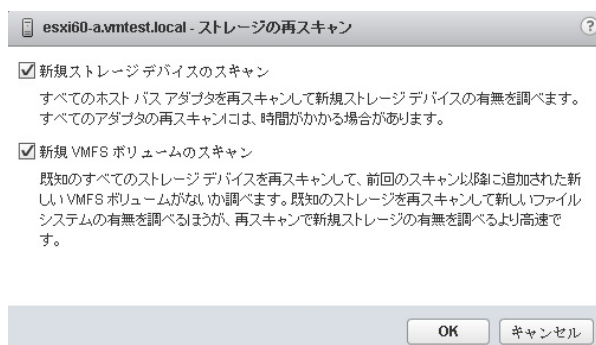 esxi60-a.vmtest.local - ストレージの再スキャン
?
新規ストレージ デバイスのスキャン
すべてのホスト バス アダプタを再スキャンして新規ストレージ デバイスの有無を調べます。
すべてのアダプタの再スキャンには、時間がかかる場合があります。
新規 VMFS ボリュームのスキャン
既知のすべてのストレージ デバイスを再スキャンして、前回のスキャン以降に追加された新
しい VMFS ボリュームがないか調べます。既知のストレージを再スキャンして新しいファイル
システムの有無を調べるほうが、再スキャンで新規ストレージの有無を調べるより高速で
す。
OK
キャンセル